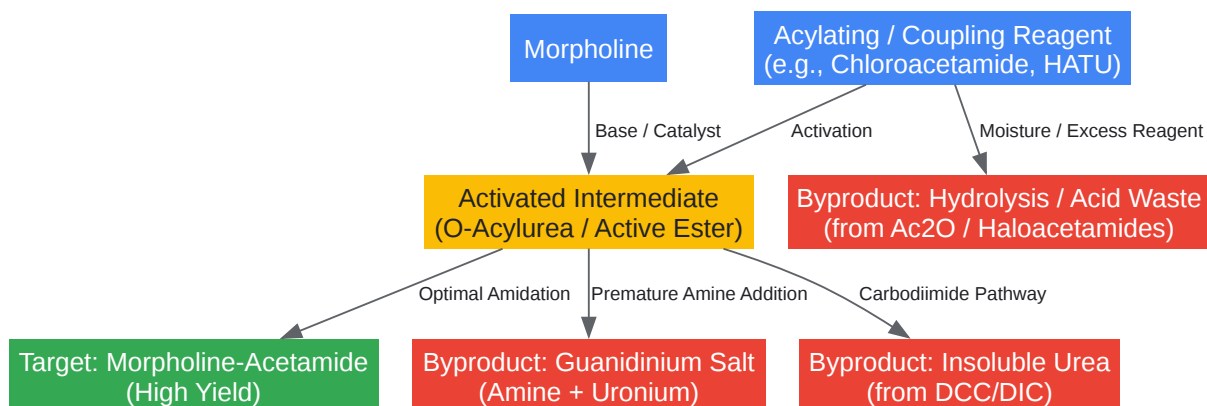 Morpholine
Acylating / Coupling Reagent
(e.g., Chloroacetamide, HATU)
Base / Catalyst
Activation
Moisture / Excess Reagent
Activated Intermediate
(O-Acylurea / Active Ester)
Byproduct: Hydrolysis / Acid Waste
(from Ac2O / Haloacetamides)
Optimal Amidation
Premature Amine Addition
Carbodiimide Pathway
Target: Morpholine-Acetamide
(High Yield)
Byproduct: Guanidinium Salt
(Amine + Uronium)
Byproduct: Insoluble Urea
(from DCC/DIC)